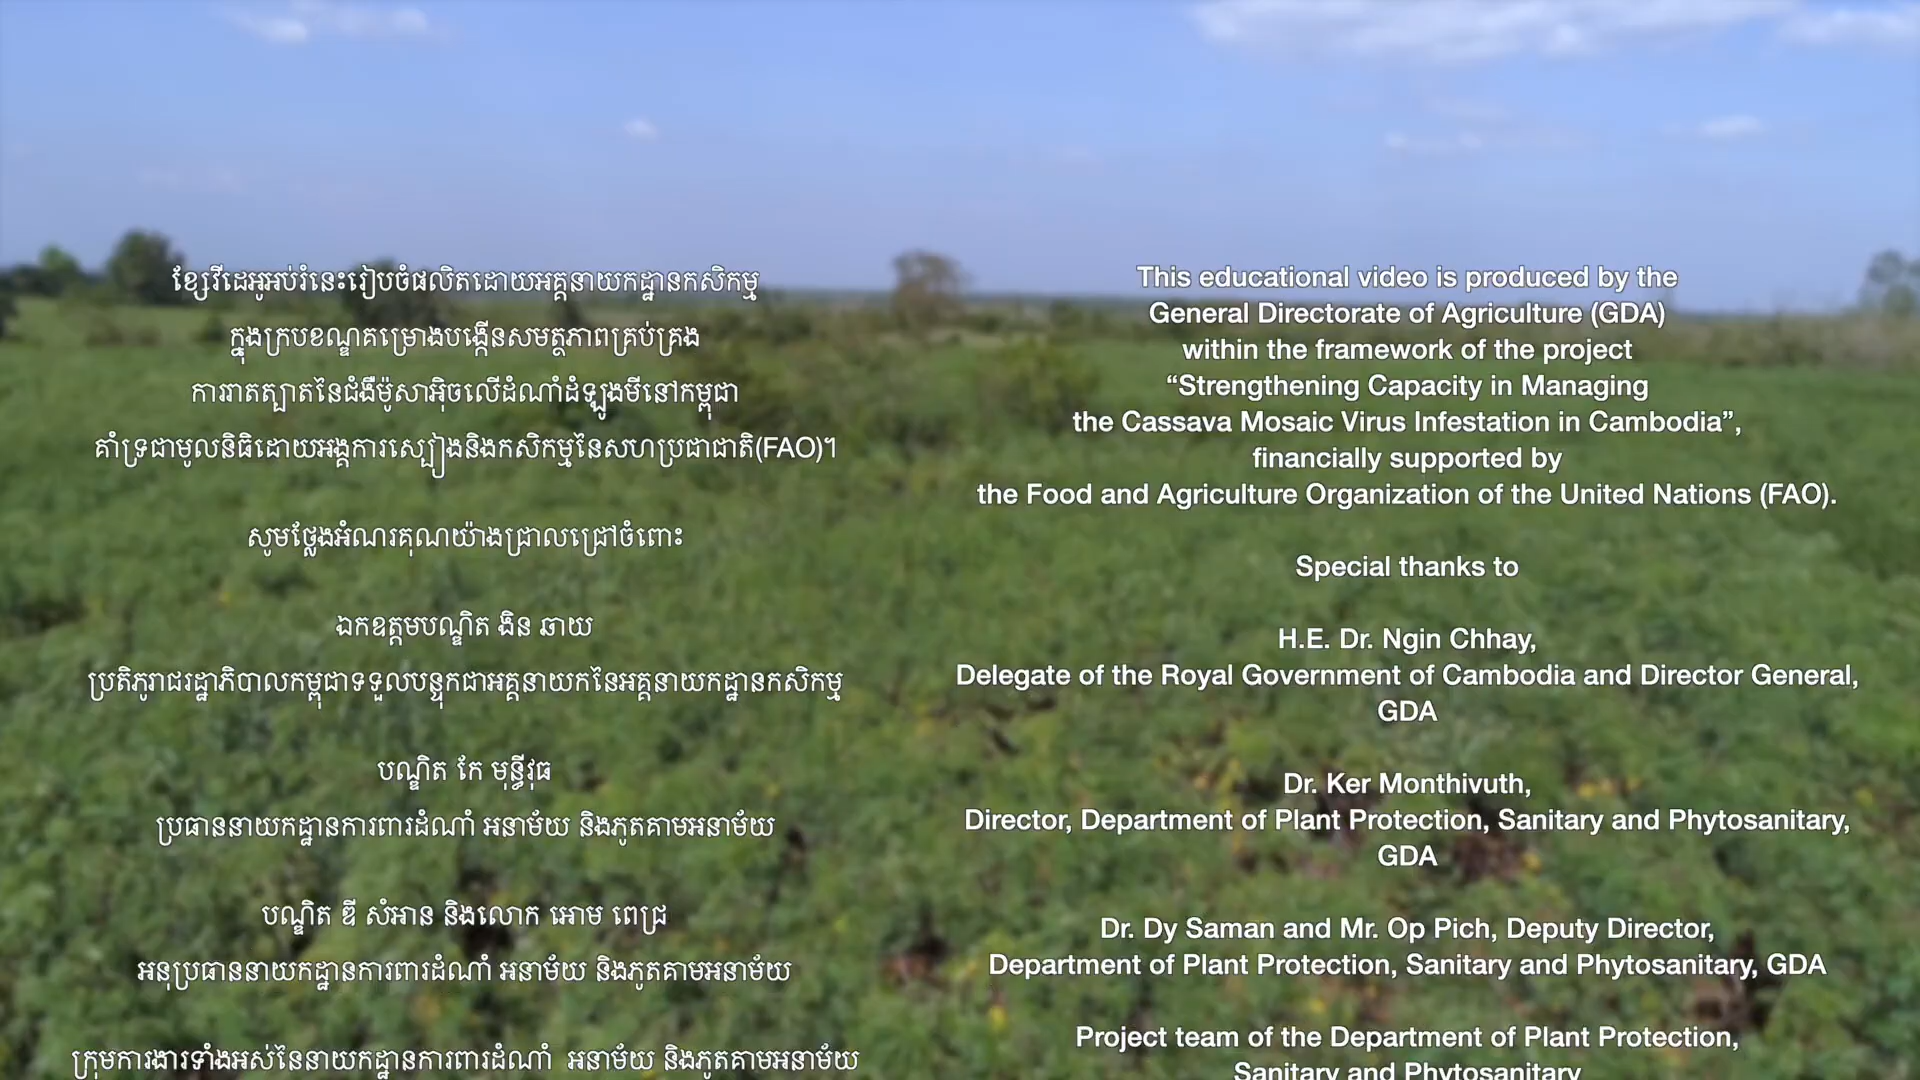 ខ្សែវីដេអូអប់រំនេះរៀបចំផលិតដោយអគ្គនាយកដ្ឋានកសិកម្ម
ក្នុងក្របខណ្ឌគម្រោងបង្កើនសមត្ថភាពគ្រប់គ្រង
ការរាតត្បាតនៃជំងឺម៉ូសាអ៊ិចលើដំណាំដំឡូងមីនៅកម្ពុជា
គាំទ្រជាមូលនិធិដោយអង្គការស្បៀងនិងកសិកម្មនៃសហប្រជាជាតិ(FAO)។
សូមថ្លែងអំណរគុណយ៉ាងជ្រាលជ្រៅចំពោះ
ឯកឧត្តមបណ្ឌិត ងិន ឆាយ
ប្រតិភូរាជរដ្ឋាភិបាលកម្ពុជាទទួលបន្ទុកជាអគ្គនាយកនៃអគ្គនាយកដ្ឋានកសិកម្ម
បណ្ឌិត កែ មុន្ធីវុធ
ប្រធាននាយកដ្ឋានការពារដំណាំ អនាម័យ និងភូតគាមអនាម័យ
បណ្ឌិត ឌី សំអាន និងលោក អោម ពេជ្រ
អនុប្រធាននាយកដ្ឋានការពារដំណាំ អនាម័យ និងភូតគាមអនាម័យ
ក្រុមការងារទាំងអស់នៃនាយកដ្ឋានការពារដំណាំ អនាម័យ និងភូតគាមអនាម័យ
This educational video is produced by the
General Directorate of Agriculture (GDA)
within the framework of the project
“Strengthening Capacity in Managing
the Cassava Mosaic Virus Infestation in Cambodia”,
financially supported by
the Food and Agriculture Organization of the United Nations (FAO).
Special thanks to
H.E. Dr. Ngin Chhay,
Delegate of the Royal Government of Cambodia and Director General,
GDA
Dr. Ker Monthivuth,
Director, Department of Plant Protection, Sanitary and Phytosanitary,
GDA
Dr. Dy Saman and Mr. Op Pich, Deputy Director,
Department of Plant Protection, Sanitary and Phytosanitary, GDA
Project team of the Department of Plant Protection,
Sanitary and Phytosanitary